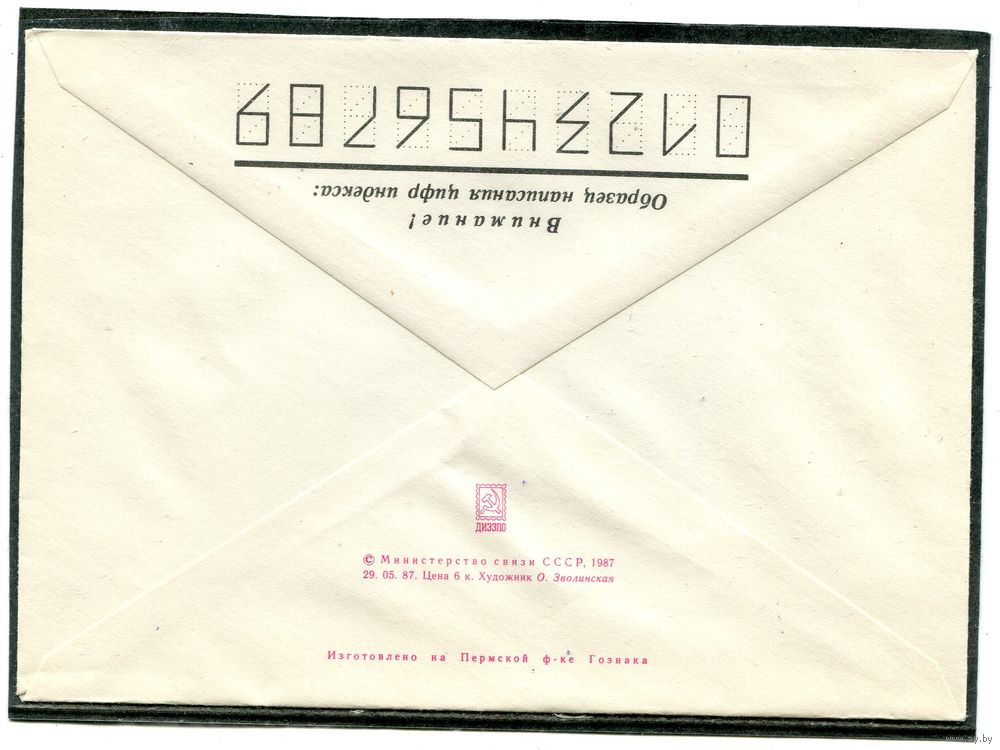 Внимание!
Образец написания цифр индекса:
0123456789
ДИЭЗПО
© Министерство связи СССР, 1987
29. 05. 87. Цена 6 к. Художник О. Зволинская
Изготовлено на Пермской ф-ке Гознака